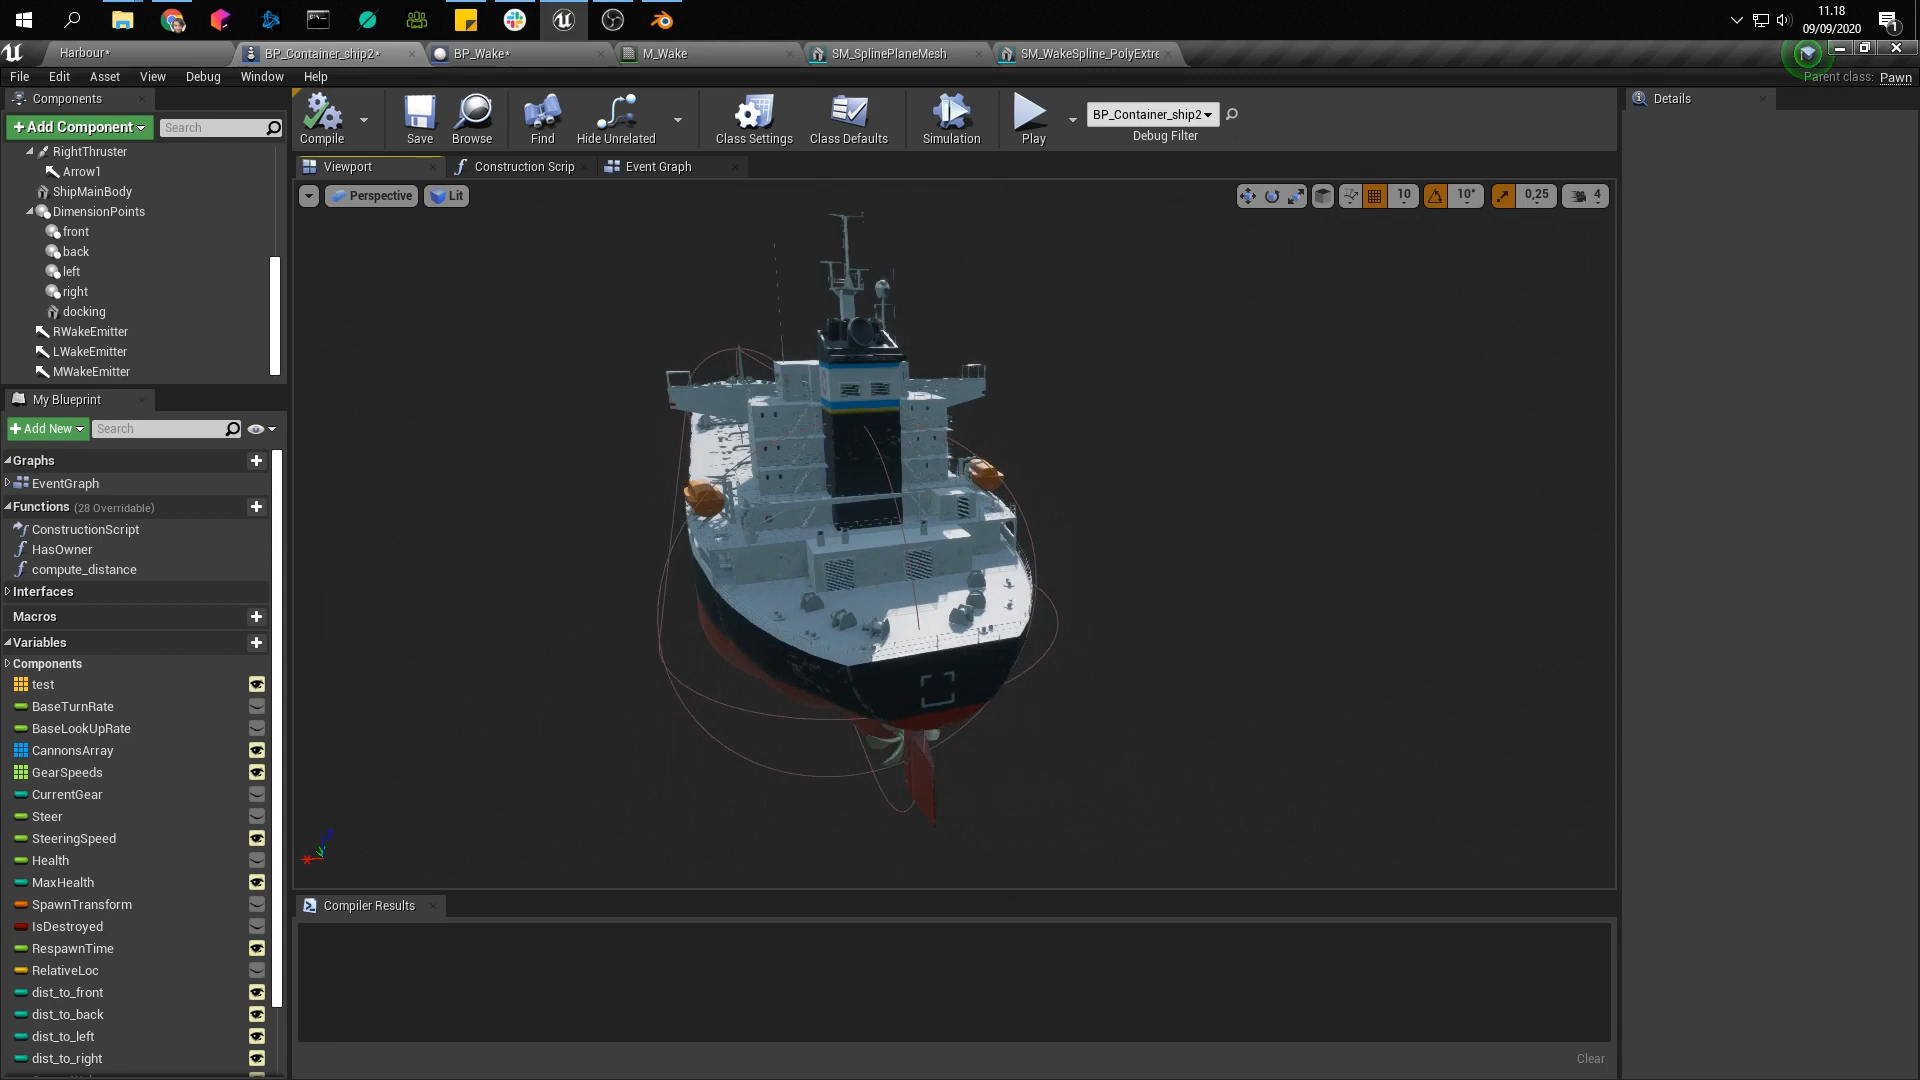 11.18
09/09/2020
1
Harbour*
BP_Container_ship2*
BP_Wake*
M_Wake
SM_SplinePlaneMesh
SM_WakeSpline_PolyExtre
File Edit Asset View Debug Window Help
Parent class: Pawn
Components
+Add Component
Search
RightThruster
Arrow1
ShipMainBody
DimensionPoints
front
back
left
right
docking
RWakeEmitter
LWakeEmitter
MWakeEmitter
My Blueprint
+Add New
Search
Graphs
EventGraph
Functions (28 Overridable)
ConstructionScript
HasOwner
compute_distance
Interfaces
Macros
Variables
Components
test
BaseTurnRate
BaseLookUpRate
CannonsArray
GearSpeeds
CurrentGear
Steer
SteeringSpeed
Health
MaxHealth
SpawnTransform
IsDestroyed
RespawnTime
RelativeLoc
dist_to_front
dist_to_back
dist_to_left
dist_to_right
Compile
Save
Browse
Find
Hide Unrelated
Class Settings
Class Defaults
Simulation
Play
BP_Container_ship2
Debug Filter
Viewport
Construction Scrip
Event Graph
Perspective
Lit
10
10°
0,25
4
Compiler Results
Clear
Details